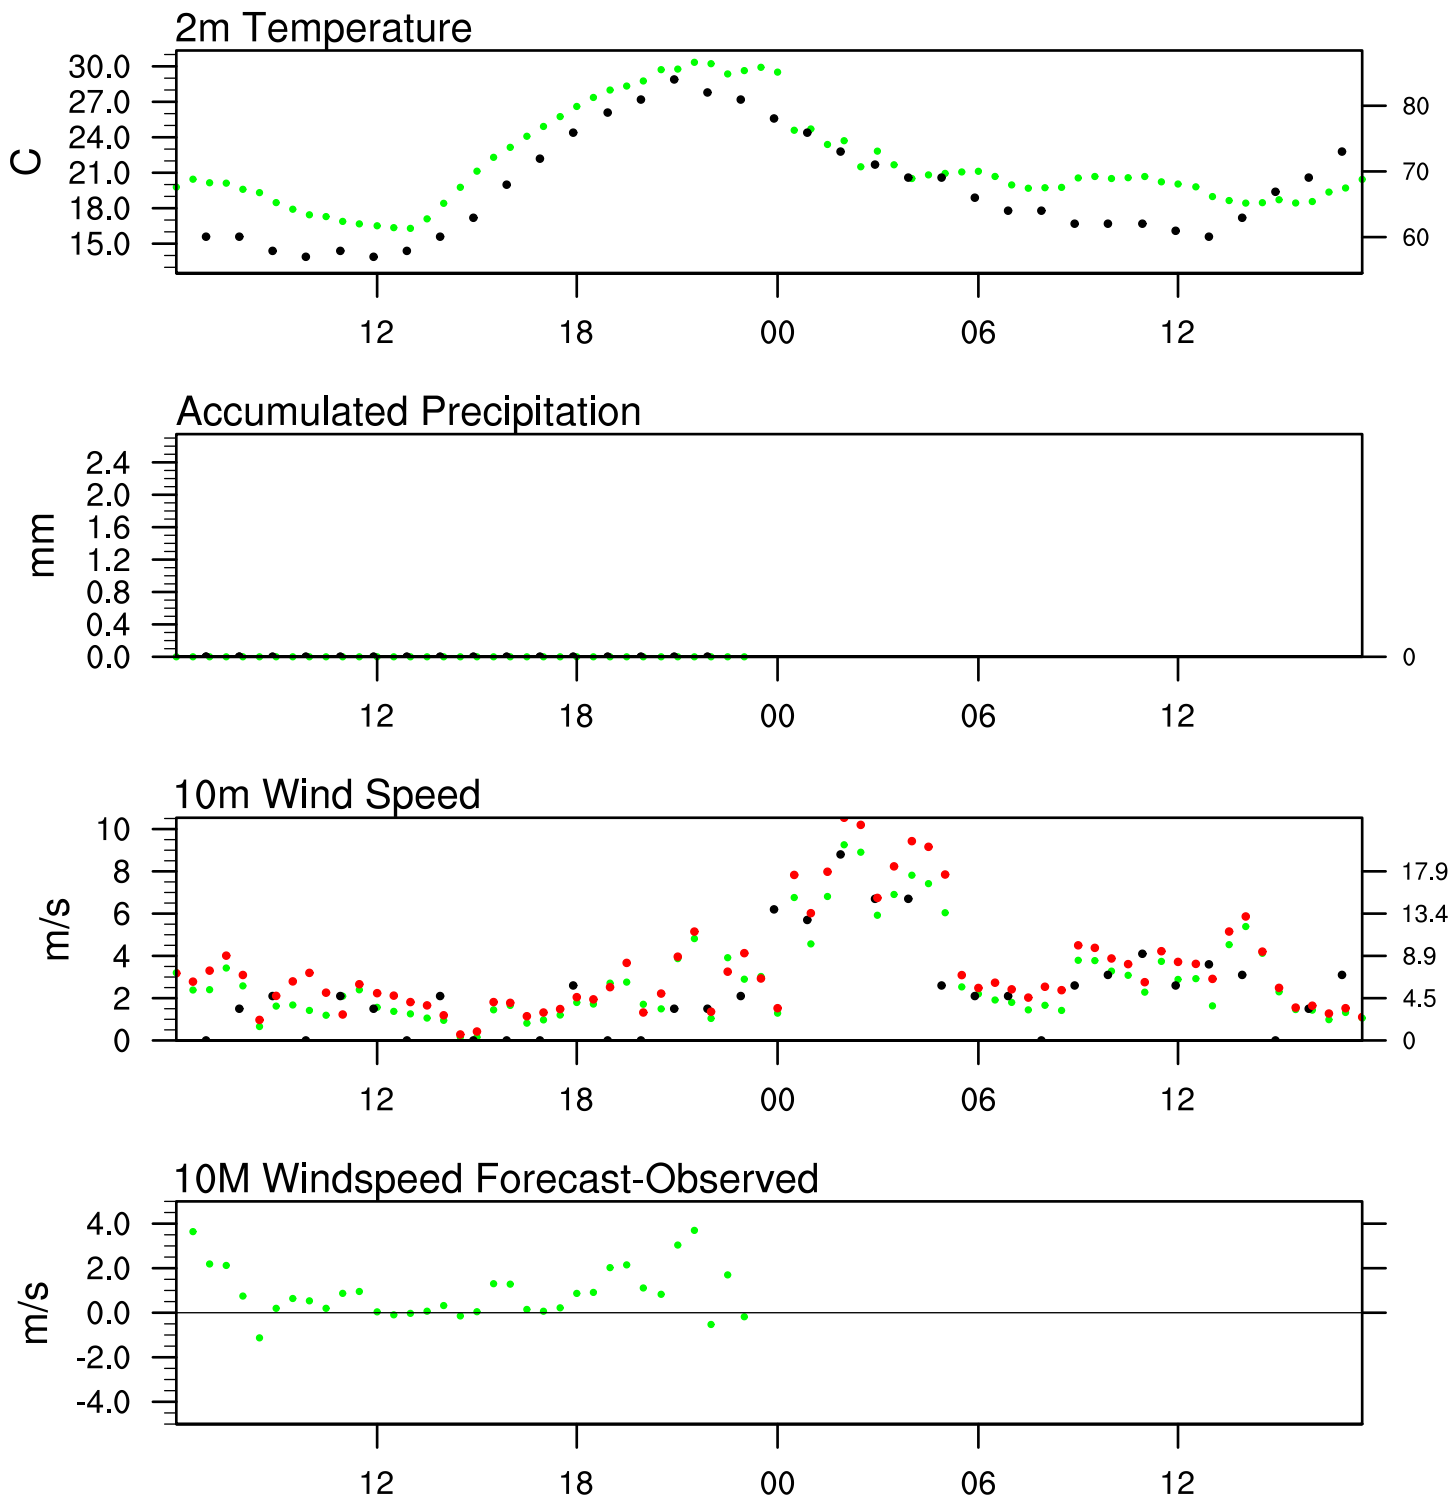 2m Temperature
30.0
27.0
24.0
21.0
18.0
15.0
C
80
70
60
12 18 00 06 12
Accumulated Precipitation
2.4
2.0
1.6
1.2
0.8
0.4
0.0
mm
0
12 18 00 06 12
10m Wind Speed
10
8
6
4
2
0
m/s
17.9
13.4
8.9
4.5
0
12 18 00 06 12
10M Windspeed Forecast-Observed
4.0
2.0
0.0
-2.0
-4.0
m/s
12 18 00 06 12